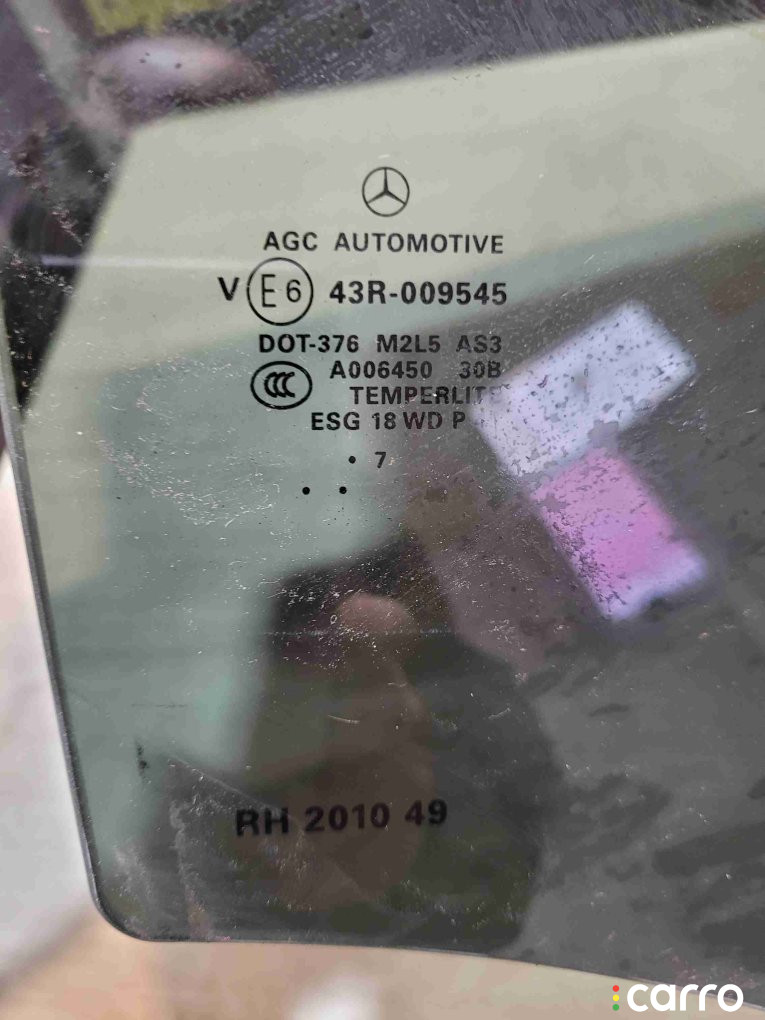 AGC AUTOMOTIVE
V E6 43R-009545
DOT-376 M2L5 AS3
CCC A006450 30B
TEMPERLITE
ESG 18 WD P
• 7
• •
RH 2010 49
carro